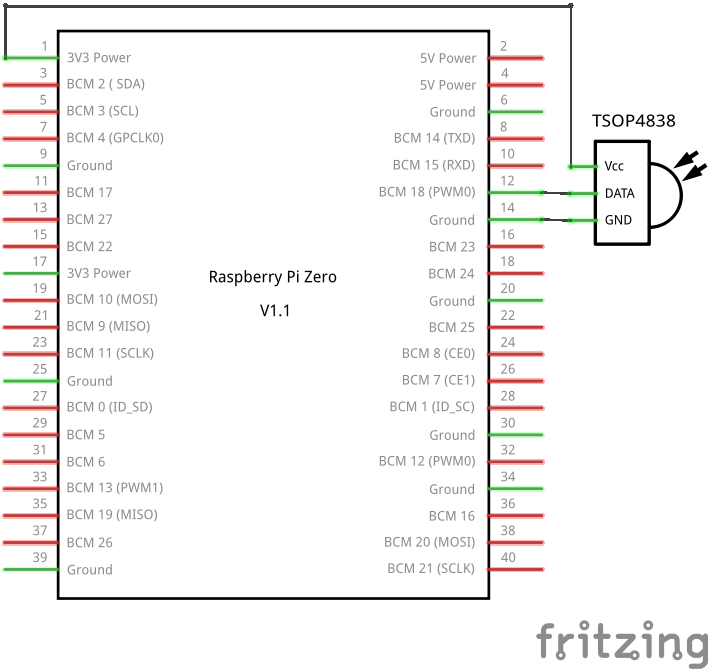 1 3V3 Power 5V Power 2
3 BCM 2 ( SDA) 5V Power 4
5 BCM 3 (SCL) Ground 6
7 BCM 4 (GPCLK0) BCM 14 (TXD) 8
9 Ground BCM 15 (RXD) 10
11 BCM 17 BCM 18 (PWM0) 12
13 BCM 27 Ground 14
15 BCM 22 BCM 23 16
17 3V3 Power BCM 24 18
19 BCM 10 (MOSI) Ground 20
21 BCM 9 (MISO) BCM 25 22
23 BCM 11 (SCLK) BCM 8 (CE0) 24
25 Ground BCM 7 (CE1) 26
27 BCM 0 (ID_SD) BCM 1 (ID_SC) 28
29 BCM 5 Ground 30
31 BCM 6 BCM 12 (PWM0) 32
33 BCM 13 (PWM1) Ground 34
35 BCM 19 (MISO) BCM 16 36
37 BCM 26 BCM 20 (MOSI) 38
39 Ground BCM 21 (SCLK) 40
Raspberry Pi Zero
V1.1
TSOP4838
Vcc
DATA
GND
fritzing